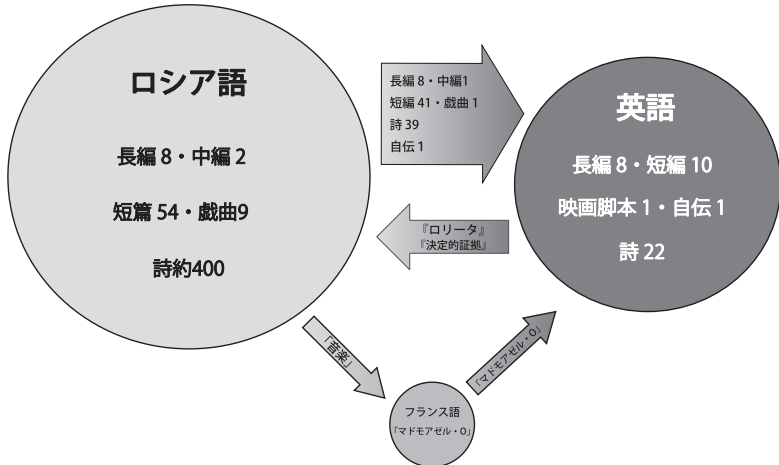 ロシア語
長編 8・中編 2
短篇 54・戯曲9
詩約400
長編 8・中編1
短編 41・戯曲 1
詩 39
自伝 1
英語
長編 8・短編 10
映画脚本 1・自伝 1
詩 22
『ロリータ』
『決定的証拠』
「音楽」
「マドモアゼル・O」
フランス語
「マドモアゼル・O」